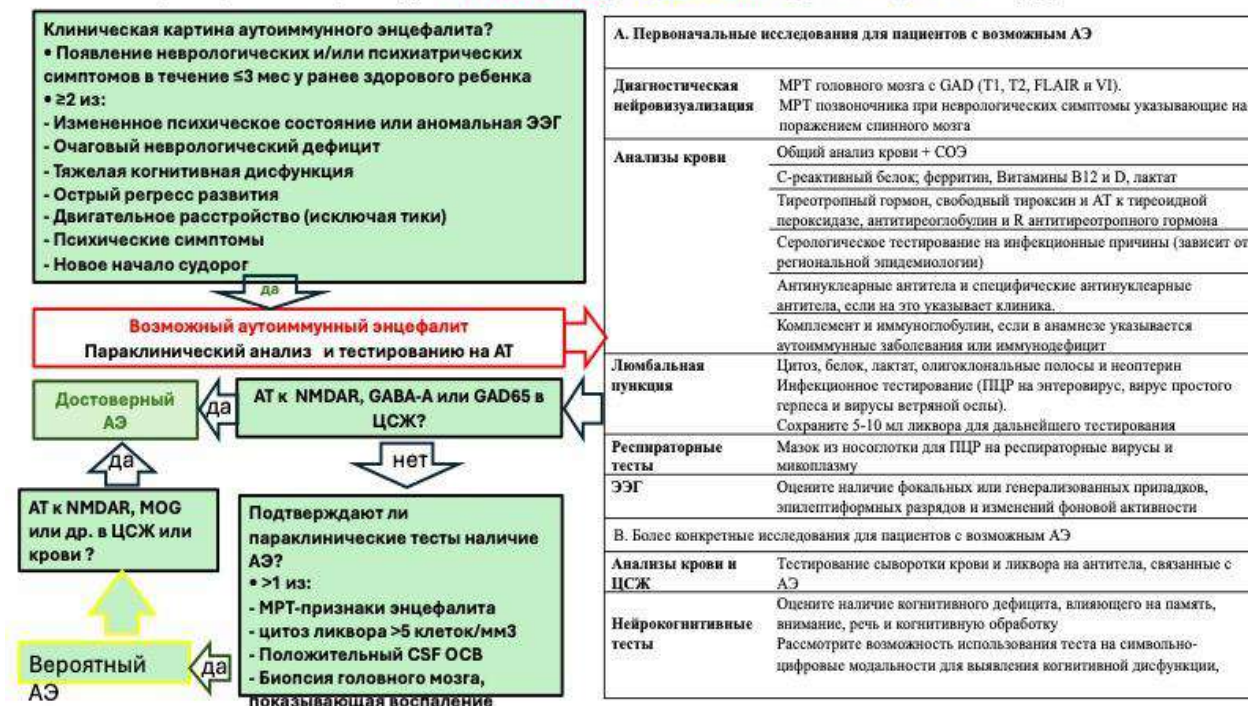 Клиническая картина аутоиммунного энцефалита?
• Появление неврологических и/или психиатрических
симптомов в течение ≤3 мес у ранее здорового ребенка
• ≥2 из:
- Измененное психическое состояние или аномальная ЭЭГ
- Очаговый неврологический дефицит
- Тяжелая когнитивная дисфункция
- Острый регресс развития
- Двигательное расстройство (исключая тики)
- Психические симптомы
- Новое начало судорог
да
Возможный аутоиммунный энцефалит
Параклинический анализ и тестированию на АТ
Достоверный
АЭ
да
АТ к NMDAR, GABA-A или GAD65 в
ЦСЖ?
да
нет
АТ к NMDAR, MOG
или др. в ЦСЖ или
крови ?
Подтверждают ли
параклинические тесты наличие
АЭ?
• >1 из:
- МРТ-признаки энцефалита
- цитоз ликвора >5 клеток/мм3
- Положительный CSF OCB
- Биопсия головного мозга,
показывающая воспаление
да
Вероятный
АЭ
А. Первоначальные исследования для пациентов с возможным АЭ
Диагностическая
нейровизуализация
МРТ головного мозга с GAD (T1, T2, FLAIR и VI).
МРТ позвоночника при неврологических симптомы указывающие на
поражением спинного мозга
Анализы крови
Общий анализ крови + СОЭ
С-реактивный белок; ферритин, Витамины В12 и D, лактат
Тиреотропный гормон, свободный тироксин и АТ к тиреоидной
пероксидазе, антитиреоглобулин и R антитиреотропного гормона
Серологическое тестирование на инфекционные причины (зависит от
региональной эпидемиологии)
Антинуклеарные антитела и специфические антинуклеарные
антитела, если на это указывает клиника.
Комплемент и иммуноглобулин, если в анамнезе указывается
аутоиммунные заболевания или иммунодефицит
Люмбальная
пункция
Цитоз, белок, лактат, олигоклональные полосы и неоптерин
Инфекционное тестирование (ПЦР на энтеровирус, вирус простого
герпеса и вирусы ветряной оспы).
Сохраните 5-10 мл ликвора для дальнейшего тестирования
Респираторные
тесты
Мазок из носоглотки для ПЦР на респираторные вирусы и
микоплазму
ЭЭГ
Оцените наличие фокальных или генерализованных припадков,
эпилептиформных разрядов и изменений фоновой активности
В. Более конкретные исследования для пациентов с возможным АЭ
Анализы крови и
ЦСЖ
Тестирование сыворотки крови и ликвора на антитела, связанные с
АЭ
Нейрокогнитивные
тесты
Оцените наличие когнитивного дефицита, влияющего на память,
внимание, речь и когнитивную обработку
Рассмотрите возможность использования теста на символьно-
цифровые модальности для выявления когнитивной дисфункции,